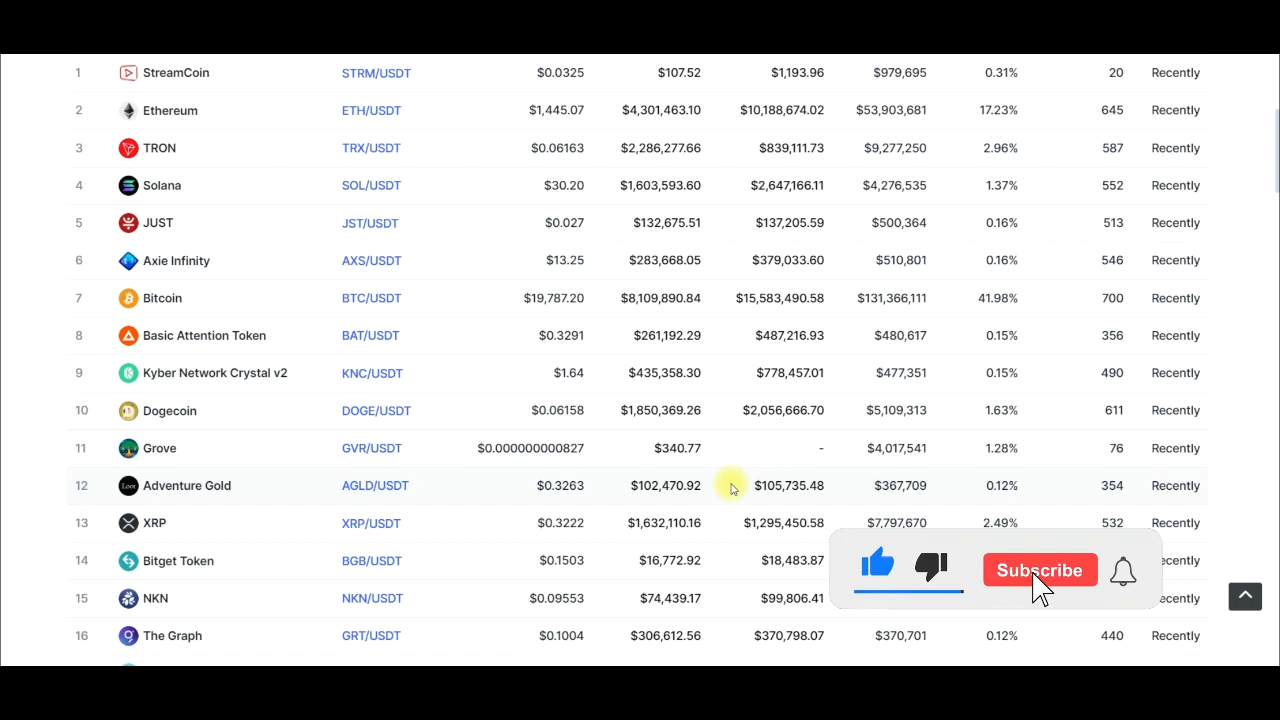 1 StreamCoin STRM/USDT $0.0325 $107.52 $1,193.96 $979,695 0.31% 20 Recently
2 Ethereum ETH/USDT $1,445.07 $4,301,463.10 $10,188,674.02 $53,903,681 17.23% 645 Recently
3 TRON TRX/USDT $0.06163 $2,286,277.66 $839,111.73 $9,277,250 2.96% 587 Recently
4 Solana SOL/USDT $30.20 $1,603,593.60 $2,647,166.11 $4,276,535 1.37% 552 Recently
5 JUST JST/USDT $0.027 $132,675.51 $137,205.59 $500,364 0.16% 513 Recently
6 Axie Infinity AXS/USDT $13.25 $283,668.05 $379,033.60 $510,801 0.16% 546 Recently
7 Bitcoin BTC/USDT $19,787.20 $8,109,890.84 $15,583,490.58 $131,366,111 41.98% 700 Recently
8 Basic Attention Token BAT/USDT $0.3291 $261,192.29 $487,216.93 $480,617 0.15% 356 Recently
9 Kyber Network Crystal v2 KNC/USDT $1.64 $435,358.30 $778,457.01 $477,351 0.15% 490 Recently
10 Dogecoin DOGE/USDT $0.06158 $1,850,369.26 $2,056,666.70 $5,109,313 1.63% 611 Recently
11 Grove GVR/USDT $0.000000000827 $340.77 - $4,017,541 1.28% 76 Recently
12 Loot Adventure Gold AGLD/USDT $0.3263 $102,470.92 $105,735.48 $367,709 0.12% 354 Recently
13 XRP XRP/USDT $0.3222 $1,632,110.16 $1,295,450.58 $7,797,670 2.49% 532 Recently
14 Bitget Token BGB/USDT $0.1503 $16,772.92 $18,483.87 ecently
Subscribe
15 NKN NKN/USDT $0.09553 $74,439.17 $99,806.41 ecently
16 The Graph GRT/USDT $0.1004 $306,612.56 $370,798.07 $370,701 0.12% 440 Recently